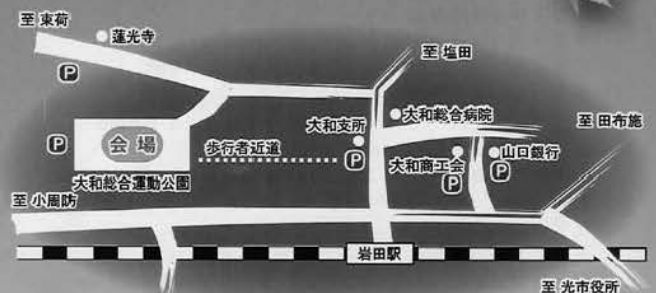 至 束荷
蓮光寺
P
至 塩田
大和総合病院
至 田布施
大和支所
P
会場
歩行者近道
P
大和商工会
山口銀行
P
P
大和総合運動公園
至 小周防
岩田駅
至 光市役所